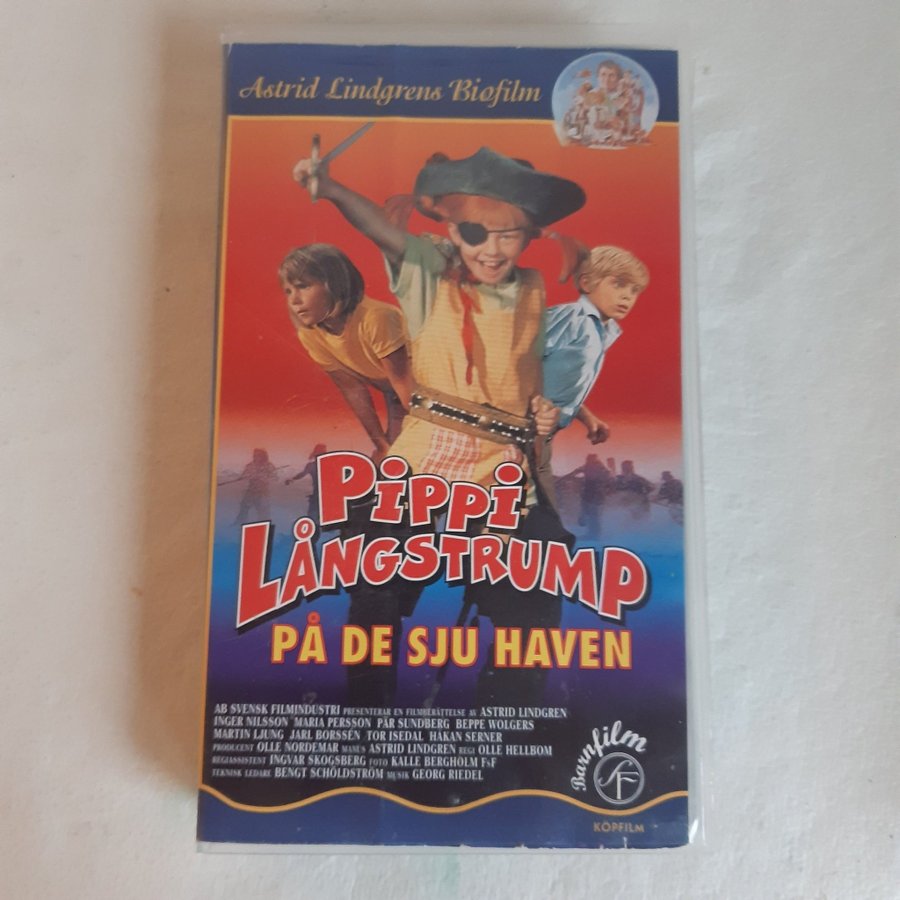 Astrid Lindgrens Biofilm
PIPPI
LÅNGSTRUMP
PÅ DE SJU HAVEN
AB SVENSK FILMINDUSTRI PRESENTERAR EN FILMBERÄTTELSE AV ASTRID LINDGREN
INGER NILSSON MARIA PERSSON PÄR SUNDBERG BEPPE WOLGERS
MARTIN LJUNG JARL BORSSÉN TOR ISEDAL HÅKAN SERNER
PRODUCENT OLLE NORDEMAR MANUS ASTRID LINDGREN REGI OLLE HELLBOM
REGIASSISTENT INGVAR SKOGSBERG FOTO KALLE BERGHOLM FSF
TEKNISK LEDARE BENGT SCHÖLDSTRÖM MUSIK GEORG RIEDEL
Barnfilm
SF
KÖPFILM